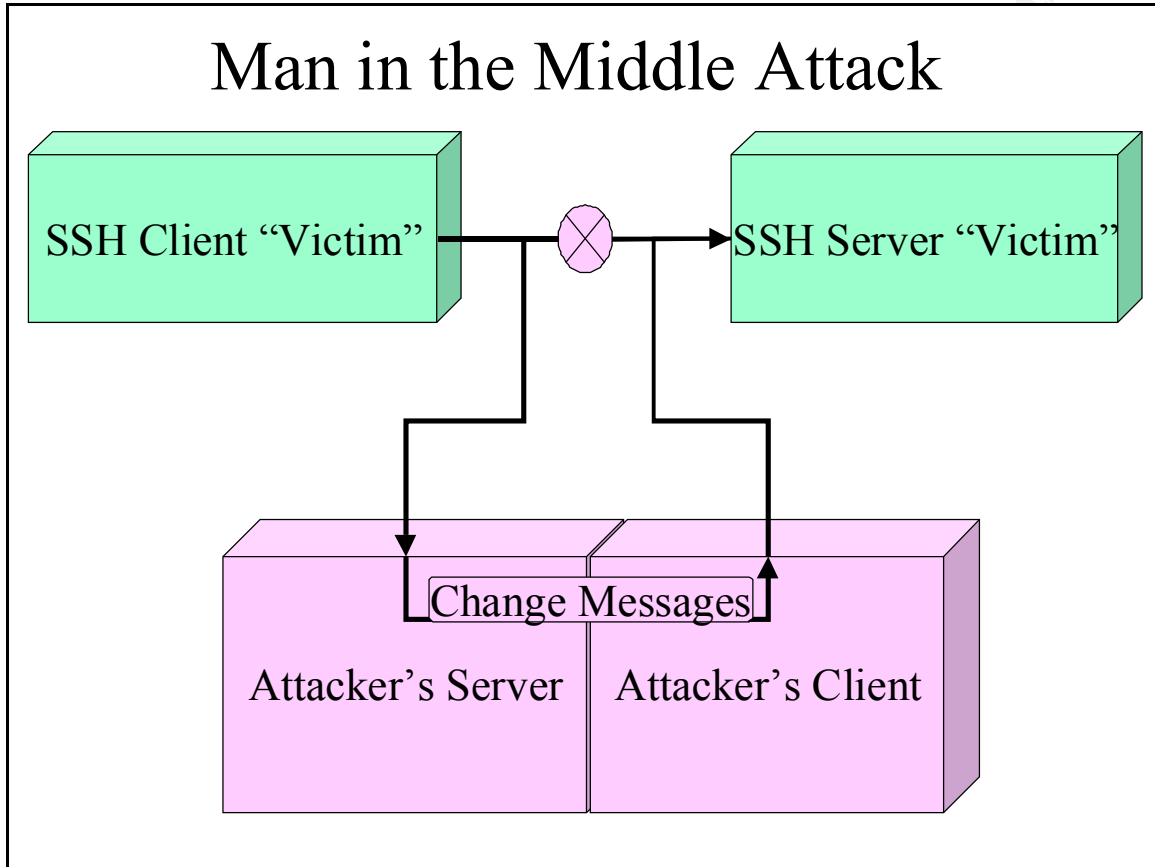 Man in the Middle Attack
SSH Client “Victim”
SSH Server “Victim”
Change Messages
Attacker’s Server
Attacker’s Client